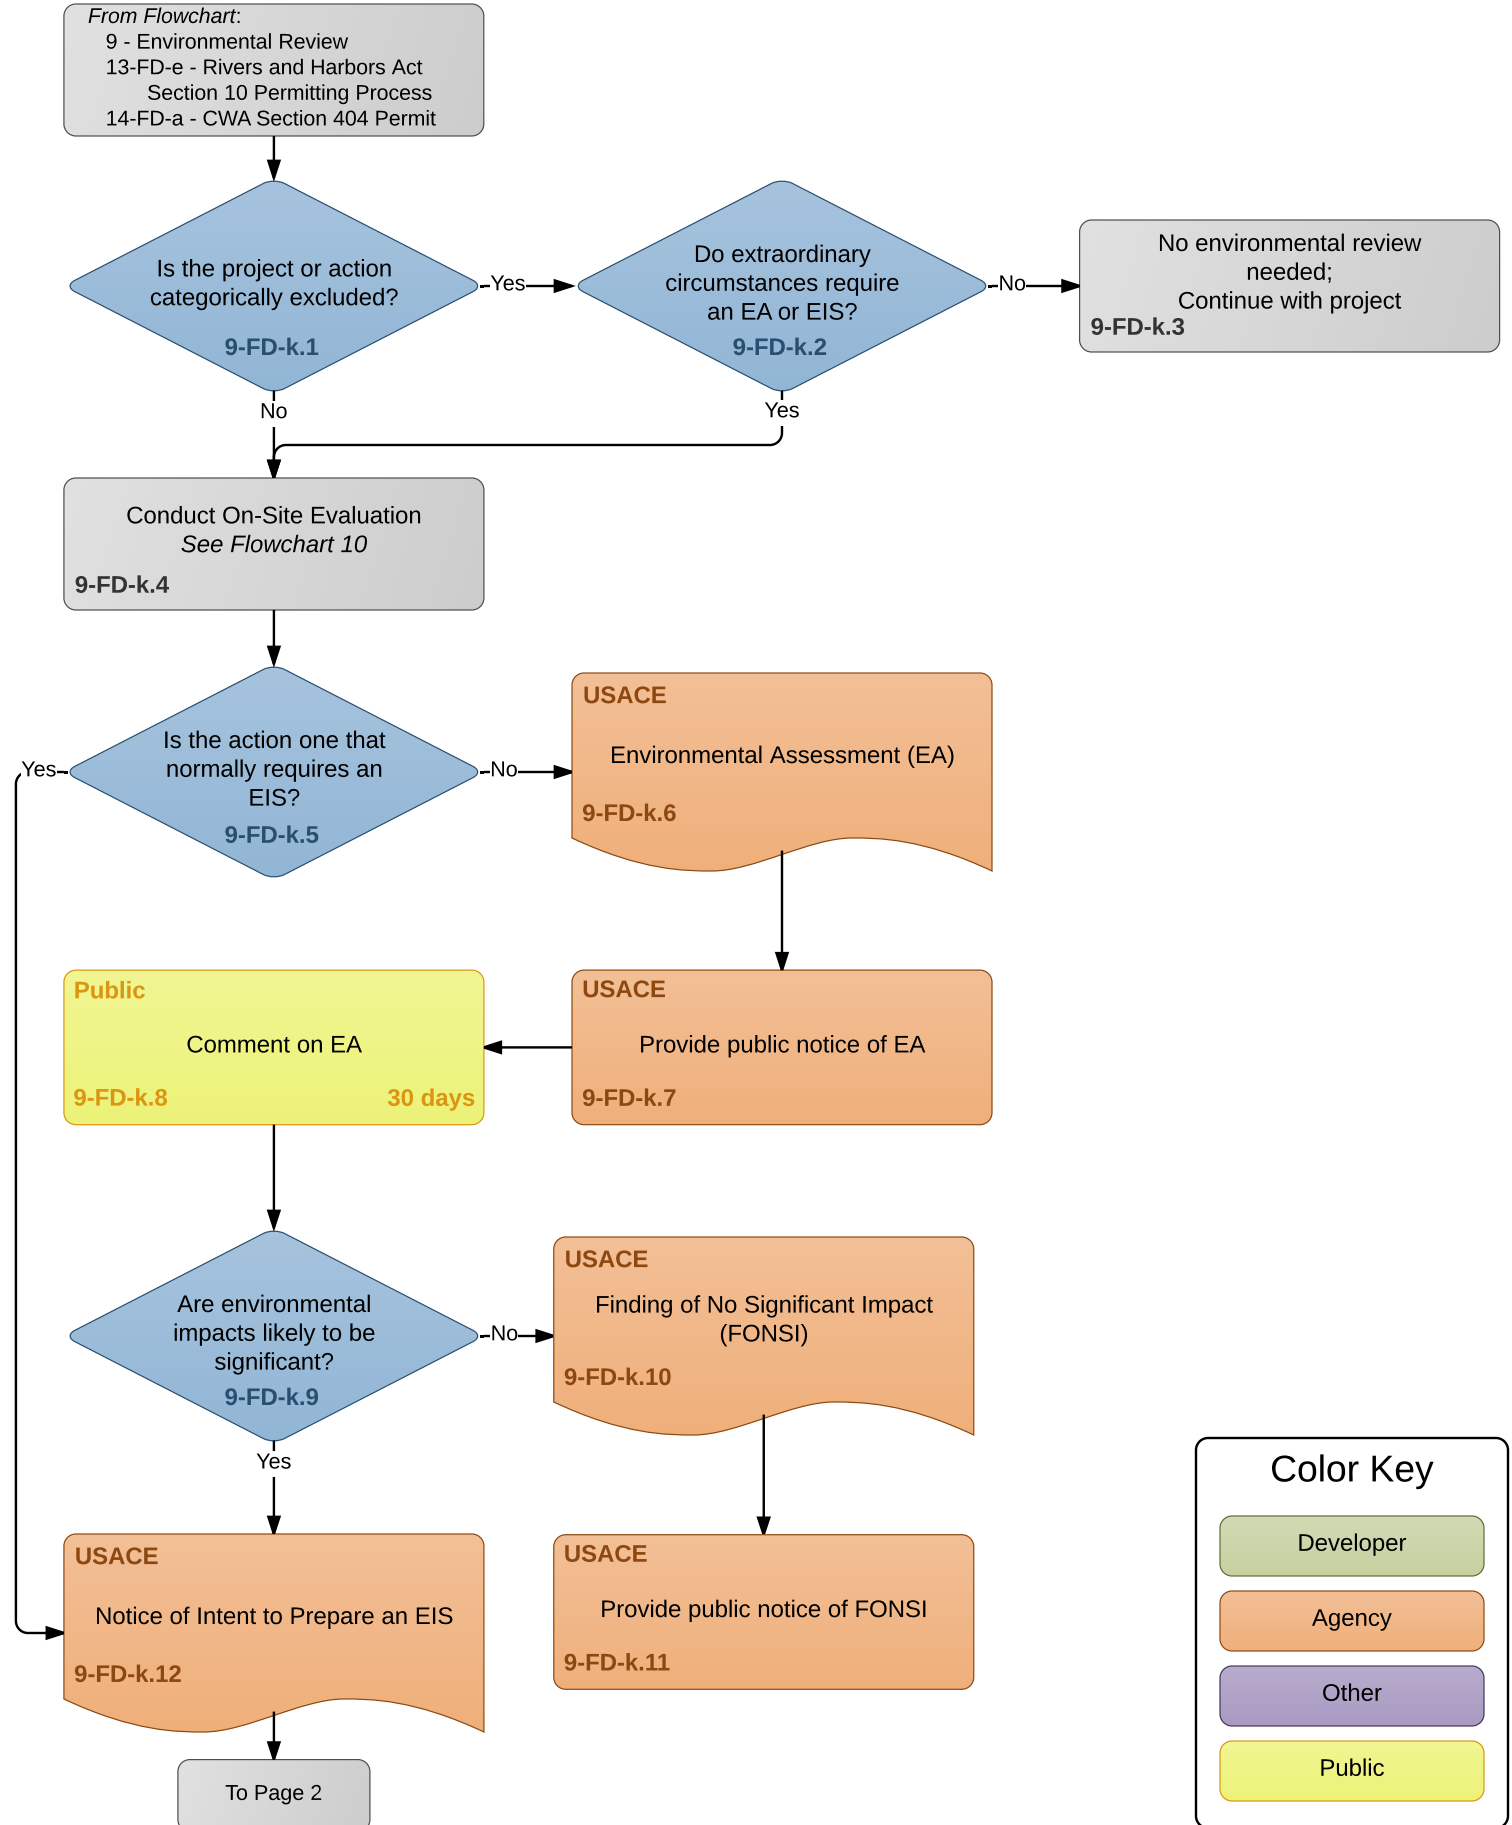 From Flowchart:
9 - Environmental Review
13-FD-e - Rivers and Harbors Act
Section 10 Permitting Process
14-FD-a - CWA Section 404 Permit
Is the project or action
categorically excluded?
9-FD-k.1
Yes
Do extraordinary
circumstances require
an EA or EIS?
9-FD-k.2
No
No environmental review
needed;
Continue with project
9-FD-k.3
No
Yes
Conduct On-Site Evaluation
See Flowchart 10
9-FD-k.4
Yes
Is the action one that
normally requires an
EIS?
9-FD-k.5
No
USACE
Environmental Assessment (EA)
9-FD-k.6
Public
Comment on EA
9-FD-k.8
30 days
USACE
Provide public notice of EA
9-FD-k.7
Are environmental
impacts likely to be
significant?
9-FD-k.9
No
USACE
Finding of No Significant Impact
(FONSI)
9-FD-k.10
Yes
USACE
Notice of Intent to Prepare an EIS
9-FD-k.12
USACE
Provide public notice of FONSI
9-FD-k.11
To Page 2
Color Key
Developer
Agency
Other
Public